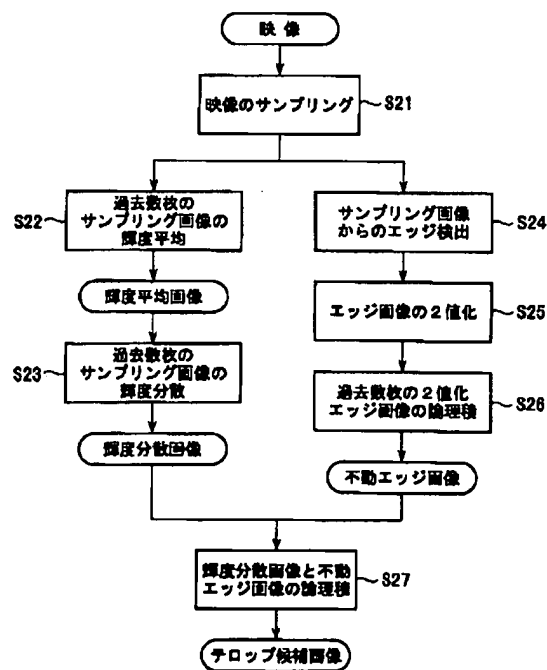 映 像
映像のサンプリング
S21
過去数枚の
サンプリング画像の
輝度平均
S22
輝度平均画像
過去数枚の
サンプリング画像の
輝度分散
S23
輝度分散画像
サンプリング画像
からのエッジ検出
S24
エッジ画像の2値化
S25
過去数枚の2値化
エッジ画像の論理積
S26
不動エッジ画像
輝度分散画像と不動
エッジ画像の論理積
S27
テロップ候補画像